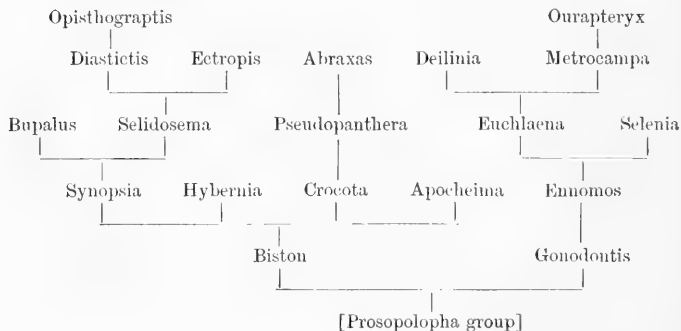 Opisthograptis Ourapteryx
Diastictis Ectropis Abraxas Deilinia Metrocampa
Bupalus Selidosema Pseudopanthera Euchlaena Selenia
Synopsia Hybernia Crocota Apocheima Ennomos
Biston Gonodontis
[Prosopolopha group]